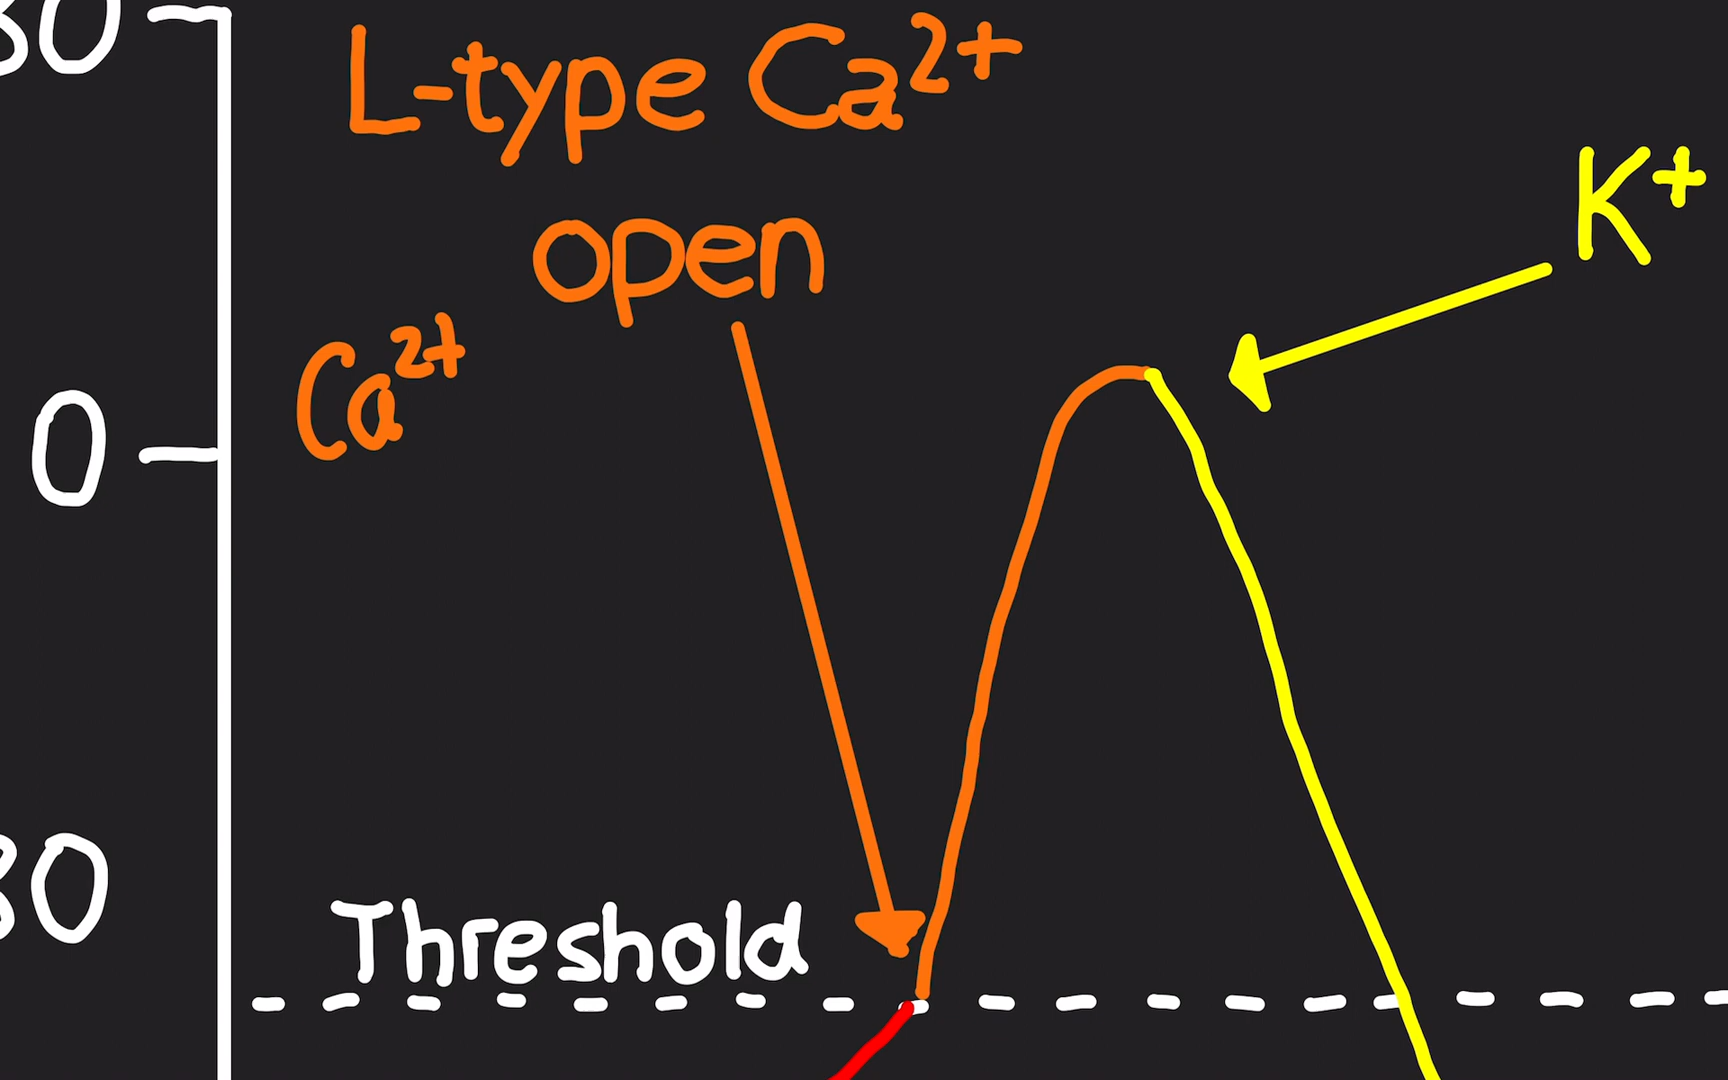 L-type Ca²⁺
open
K⁺
Ca²⁺
0
Threshold